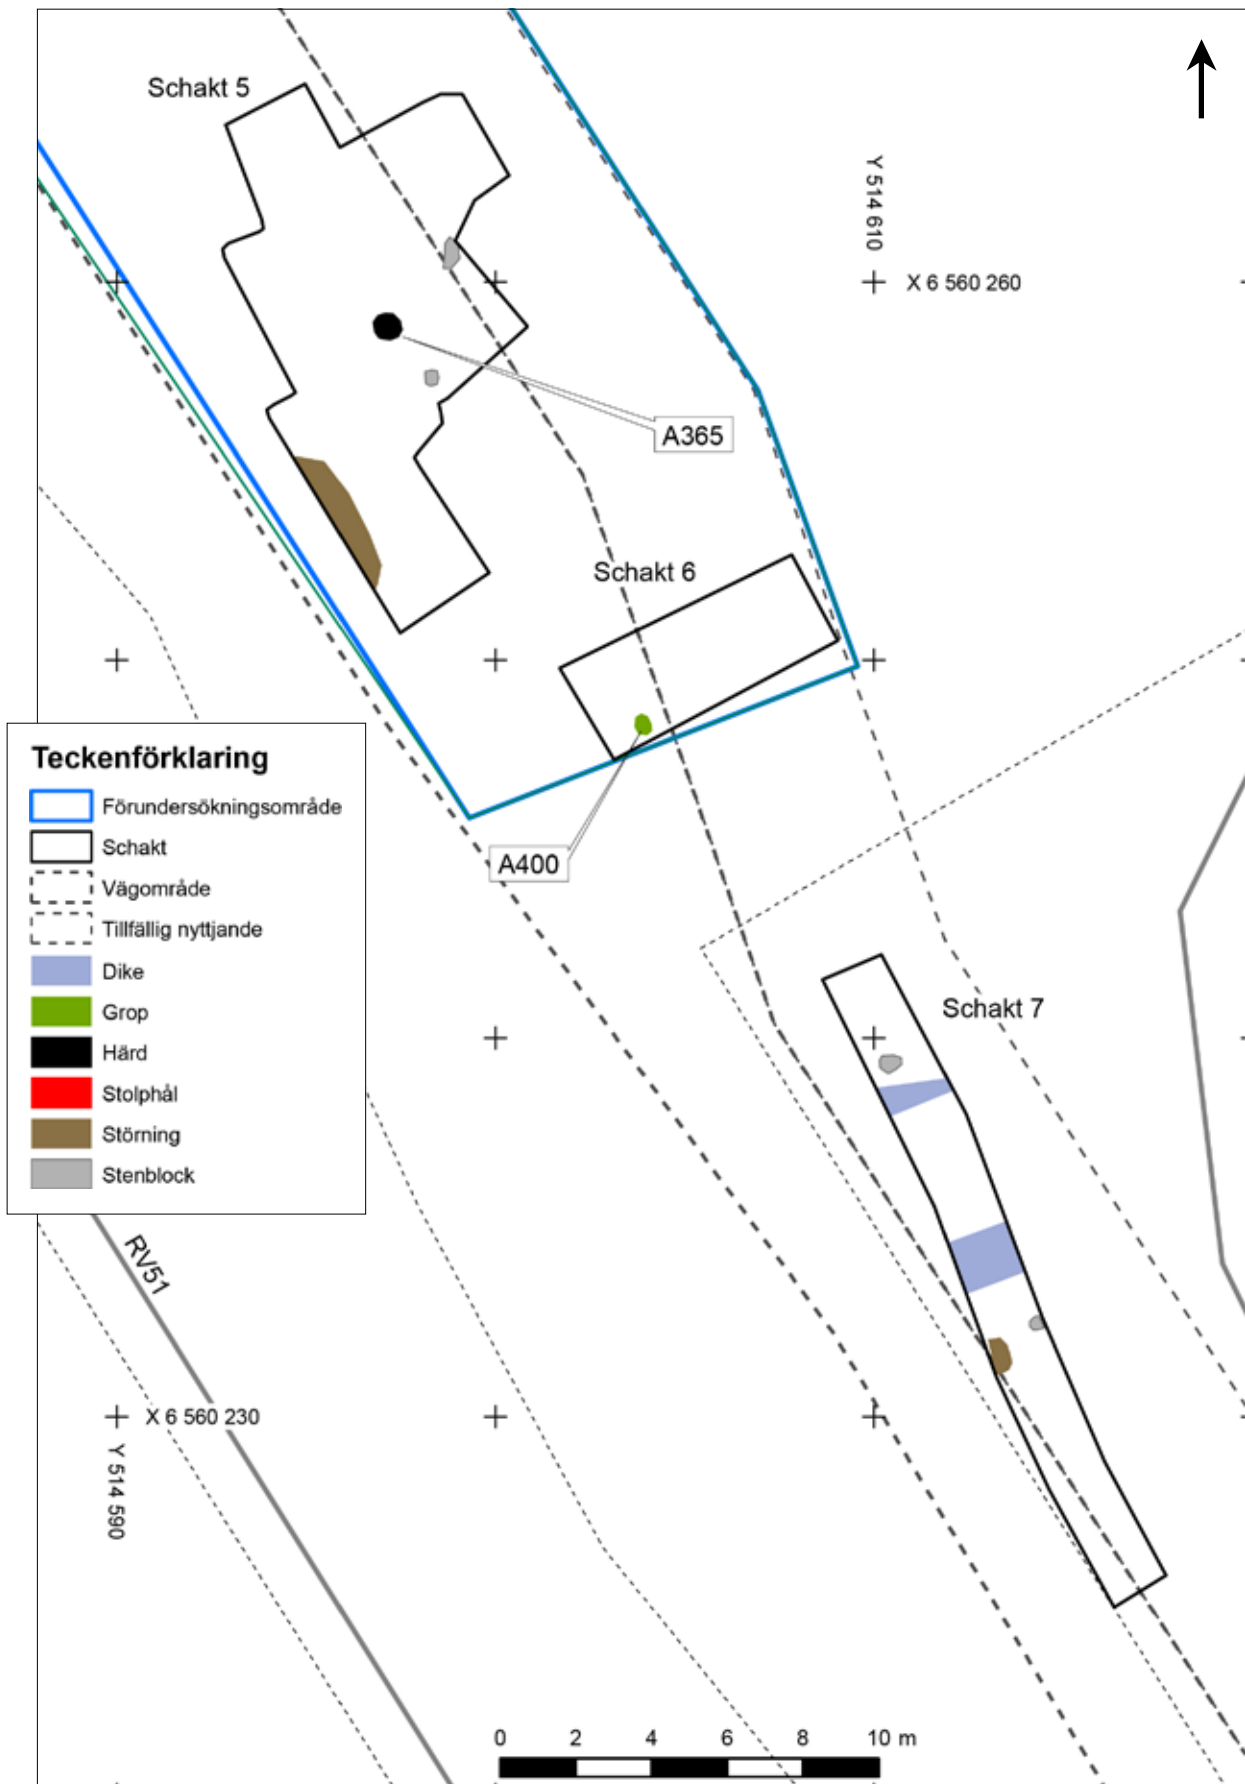 Schakt 5
Y 514 610
X 6 560 260
A365
Schakt 6
A400
Schakt 7
Teckenförklaring
Förundersökningsområde
Schakt
Vägområde
Tillfällig nyttjande
Dike
Grop
Härd
Stolphål
Störning
Stenblock
RV51
X 6 560 230
Y 514 590
0 2 4 6 8 10 m